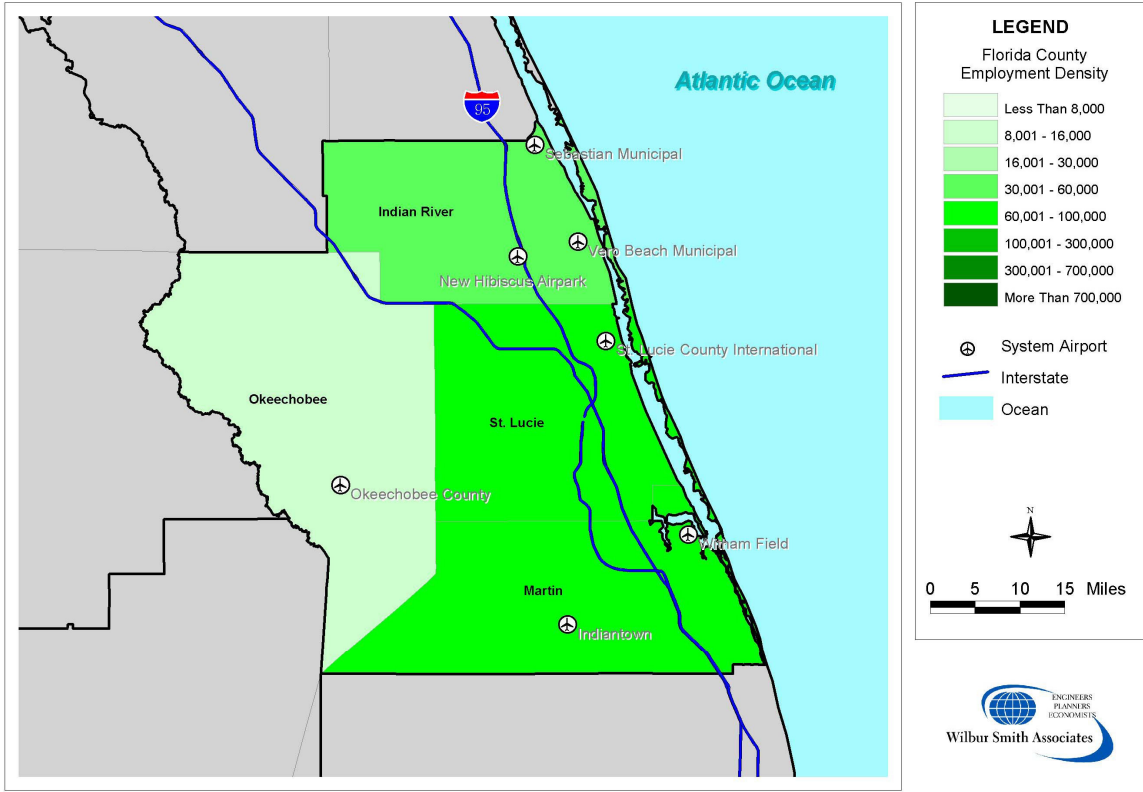 Atlantic Ocean
95
Sebastian Municipal
Indian River
Vero Beach Municipal
New Hibiscus Airpark
St. Lucie County International
Okeechobee
St. Lucie
Okeechobee County
Witham Field
Martin
Indiantown
LEGEND
Florida County
Employment Density
Less Than 8,000
8,001 - 16,000
16,001 - 30,000
30,001 - 60,000
60,001 - 100,000
100,001 - 300,000
300,001 - 700,000
More Than 700,000
System Airport
Interstate
Ocean
N
0 5 10 15 Miles
ENGINEERS
PLANNERS
ECONOMISTS
Wilbur Smith Associates